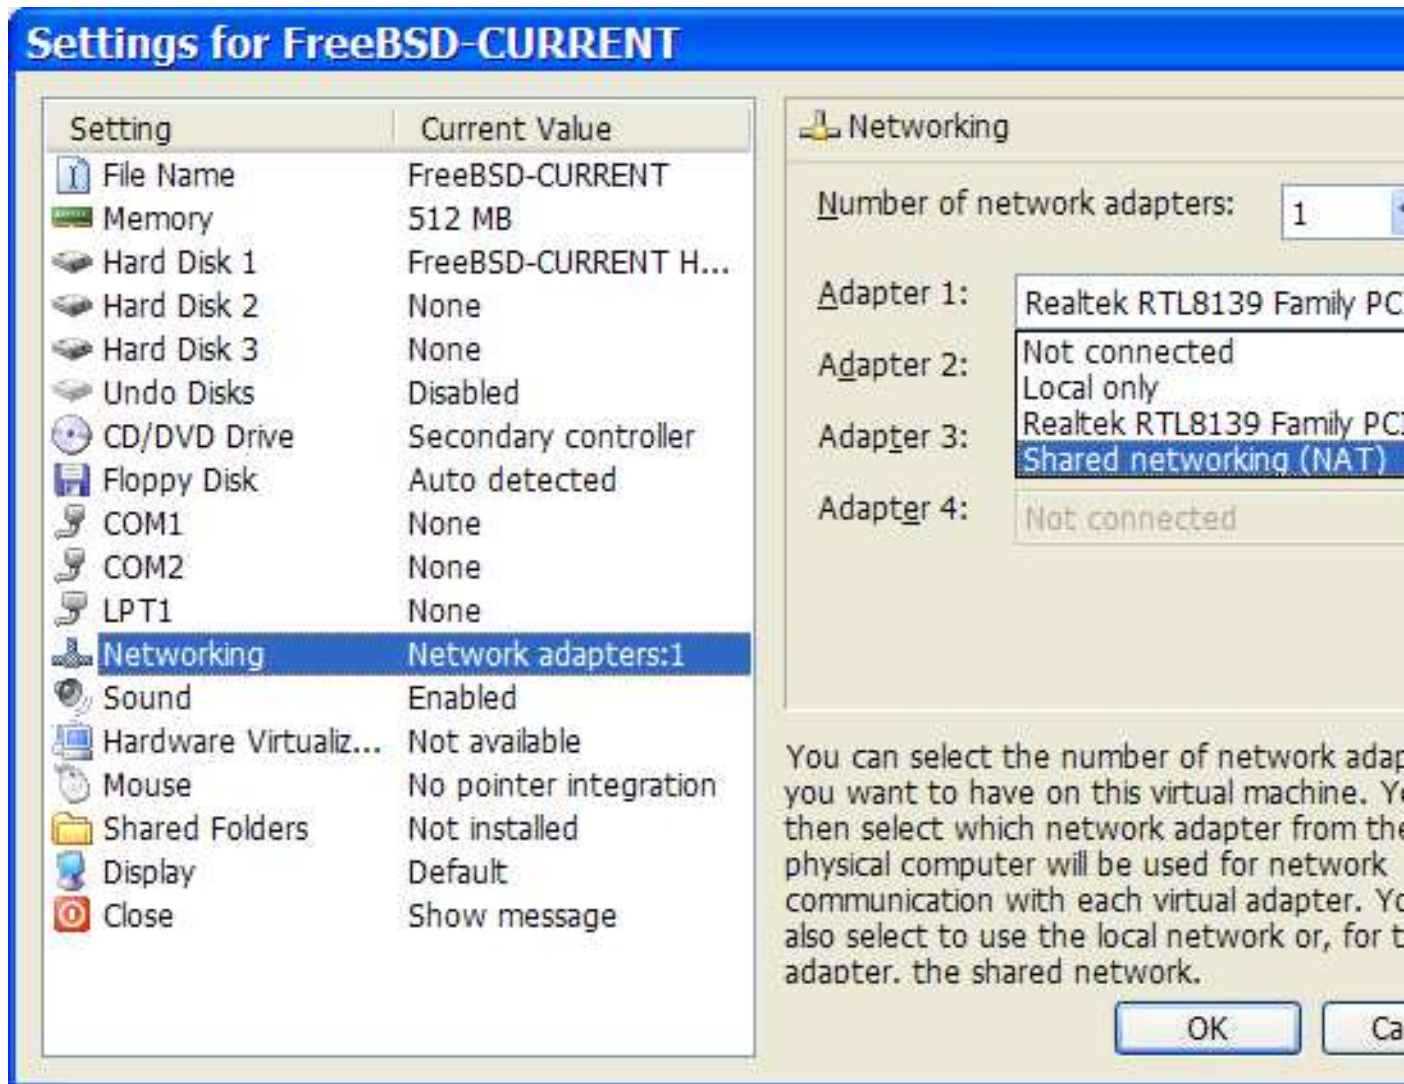 Settings for FreeBSD-CURRENT
Setting Current Value
File Name FreeBSD-CURRENT
Memory 512 MB
Hard Disk 1 FreeBSD-CURRENT H...
Hard Disk 2 None
Hard Disk 3 None
Undo Disks Disabled
CD/DVD Drive Secondary controller
Floppy Disk Auto detected
COM1 None
COM2 None
LPT1 None
Networking Network adapters:1
Sound Enabled
Hardware Virtualiz... Not available
Mouse No pointer integration
Shared Folders Not installed
Display Default
Close Show message
Networking
Number of network adapters: 1
Adapter 1: Realtek RTL8139 Family
Not connected
Adapter 2:
Local only
Realtek RTL8139 Family
Adapter 3:
Shared networking (NAT)
Adapter 4: Not connected
You can select the number of network
you want to have on this virtual machine.
then select which network adapter from
physical computer will be used for network
communication with each virtual adapter.
also select to use the local network or, for
adapter. the shared network.
OK